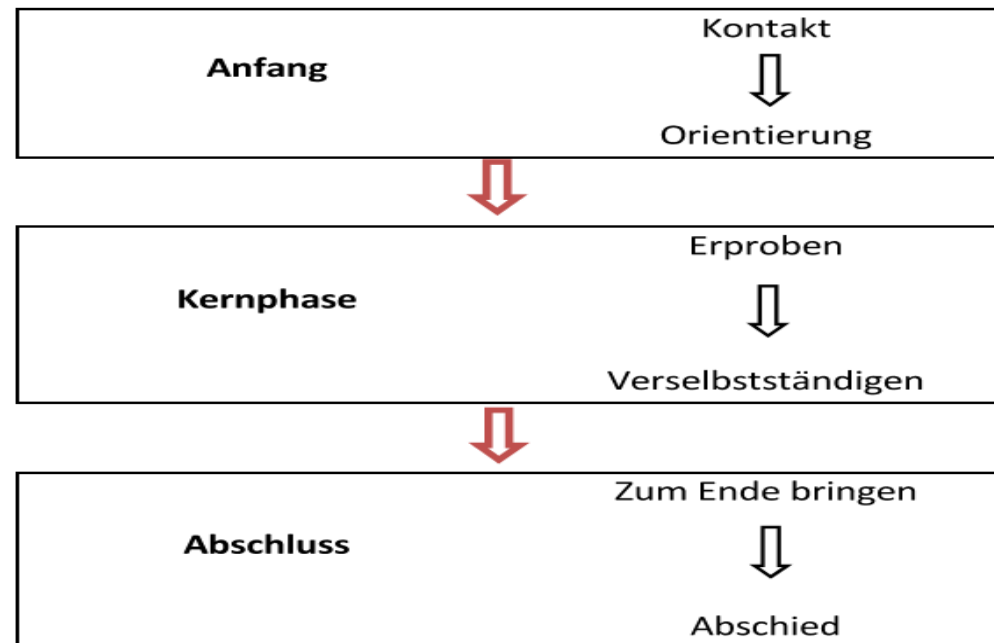 Anfang
Kontakt
Orientierung
Kernphase
Erproben
Verselbstständigen
Abschluss
Zum Ende bringen
Abschied